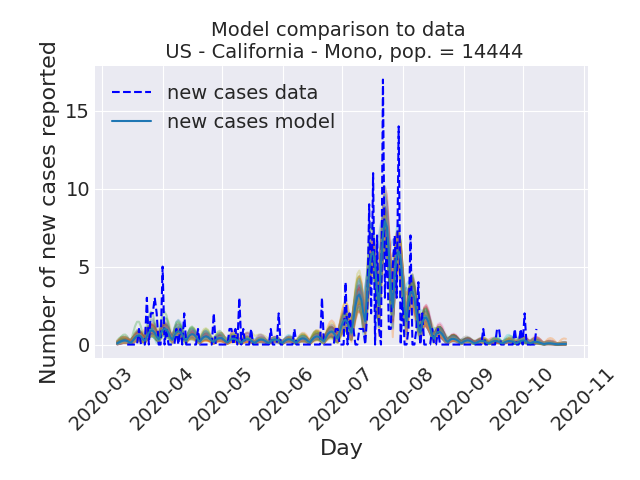 Model comparison to data
US - California - Mono, pop. = 14444
new cases data
new cases model
Number of new cases reported
15
10
5
0
2020-03
2020-04
2020-05
2020-06
2020-07
2020-08
2020-09
2020-10
2020-11
Day